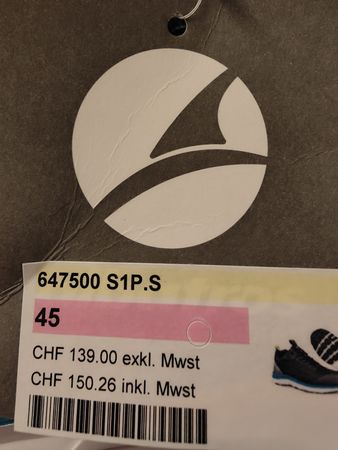 647500 S1P.S
45
CHF 139.00 exkl. Mwst
CHF 150.26 inkl. Mwst